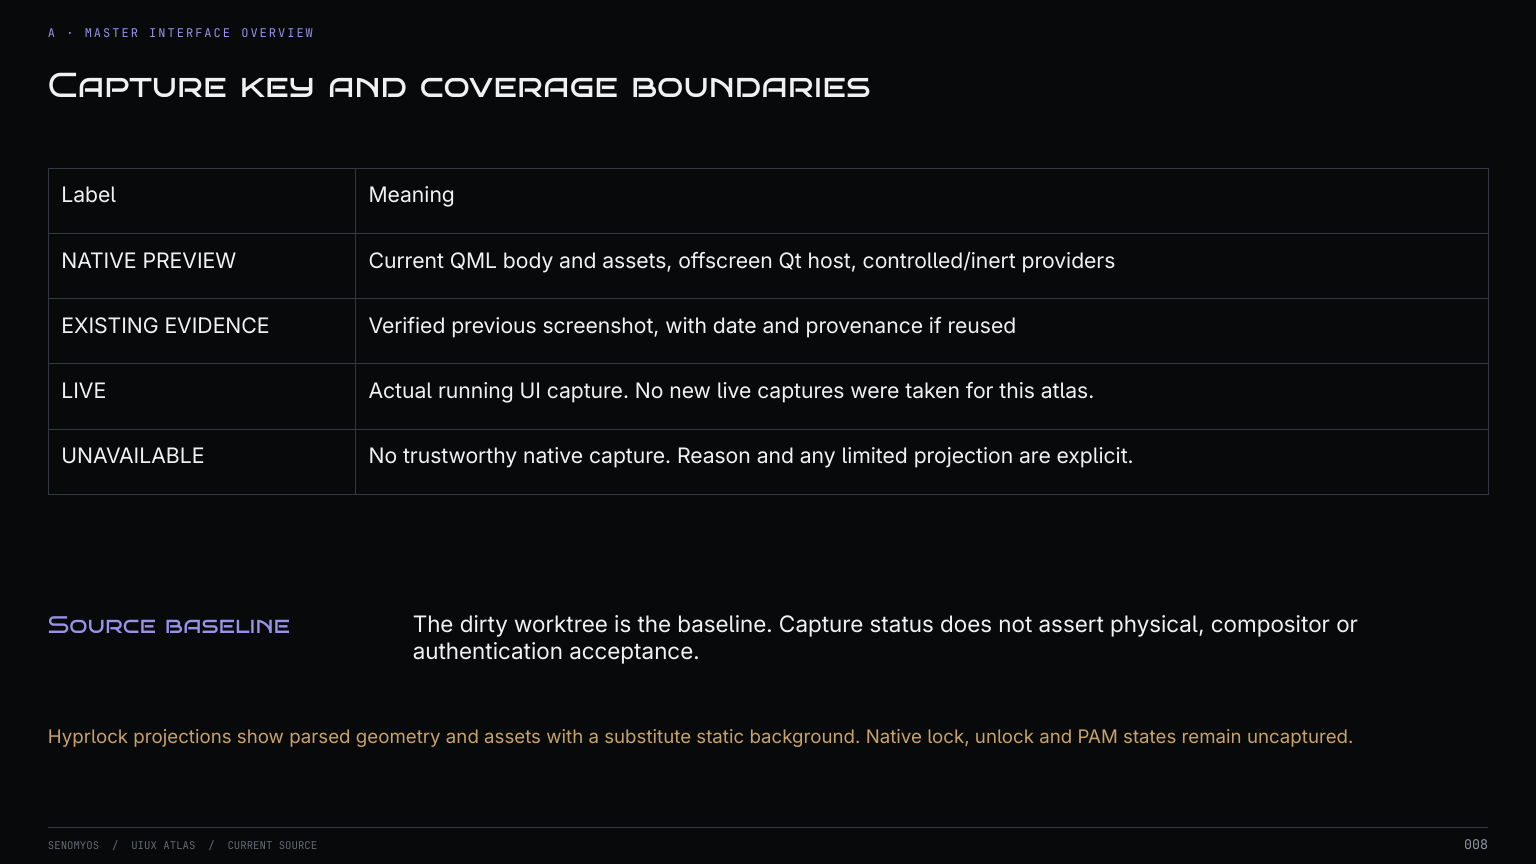 A · MASTER INTERFACE OVERVIEW
Capture key and coverage boundaries
Label
Meaning
NATIVE PREVIEW
Current QML body and assets, offscreen Qt host, controlled/inert providers
EXISTING EVIDENCE
Verified previous screenshot, with date and provenance if reused
LIVE
Actual running UI capture. No new live captures were taken for this atlas.
UNAVAILABLE
No trustworthy native capture. Reason and any limited projection are explicit.
Source baseline
The dirty worktree is the baseline. Capture status does not assert physical, compositor or
authentication acceptance.
Hyprlock projections show parsed geometry and assets with a substitute static background. Native lock, unlock and PAM states remain uncaptured.
SENOMYOS / UIUX ATLAS / CURRENT SOURCE
008